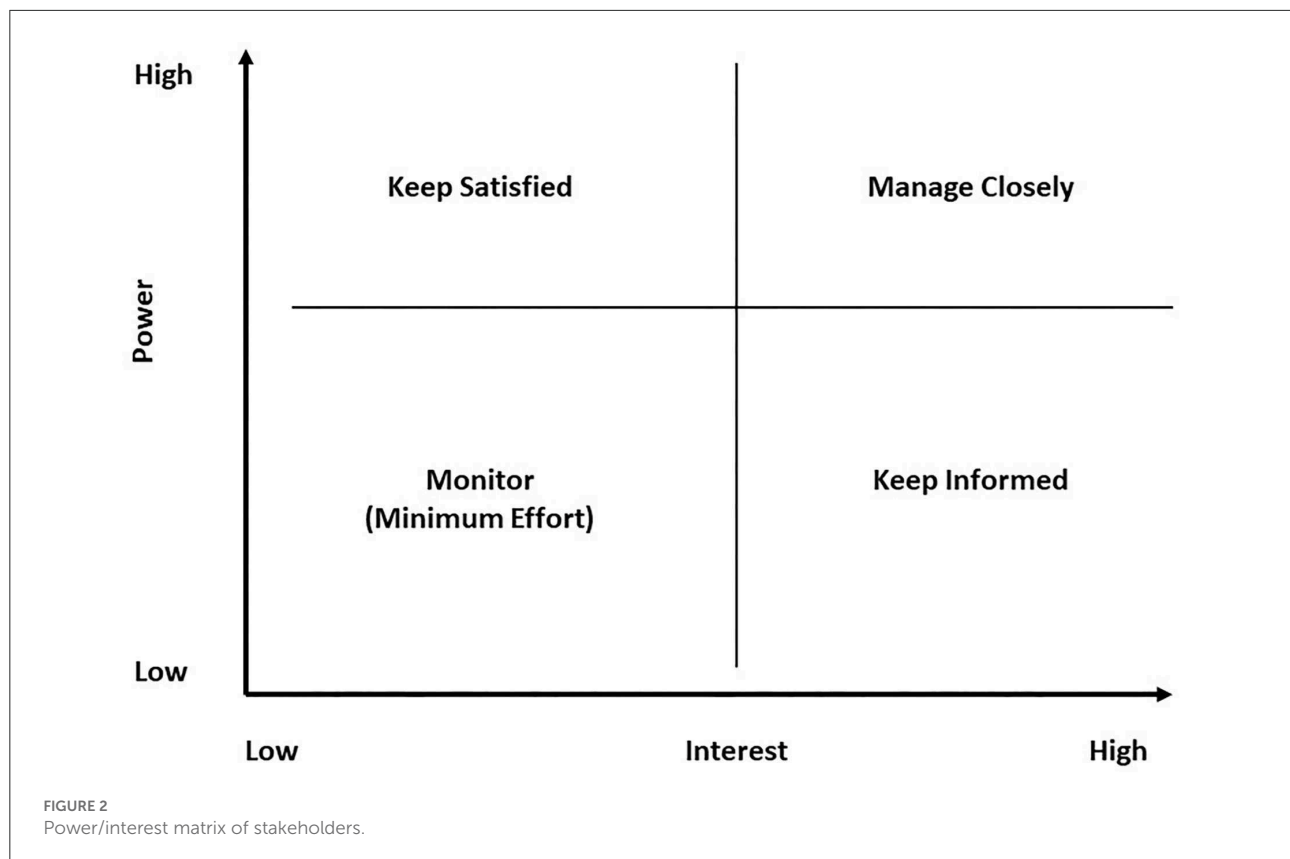 High
Keep Satisfied
Manage Closely
Power
Monitor
(Minimum Effort)
Keep Informed
Low
Low
Interest
High
FIGURE 2
Power/interest matrix of stakeholders.